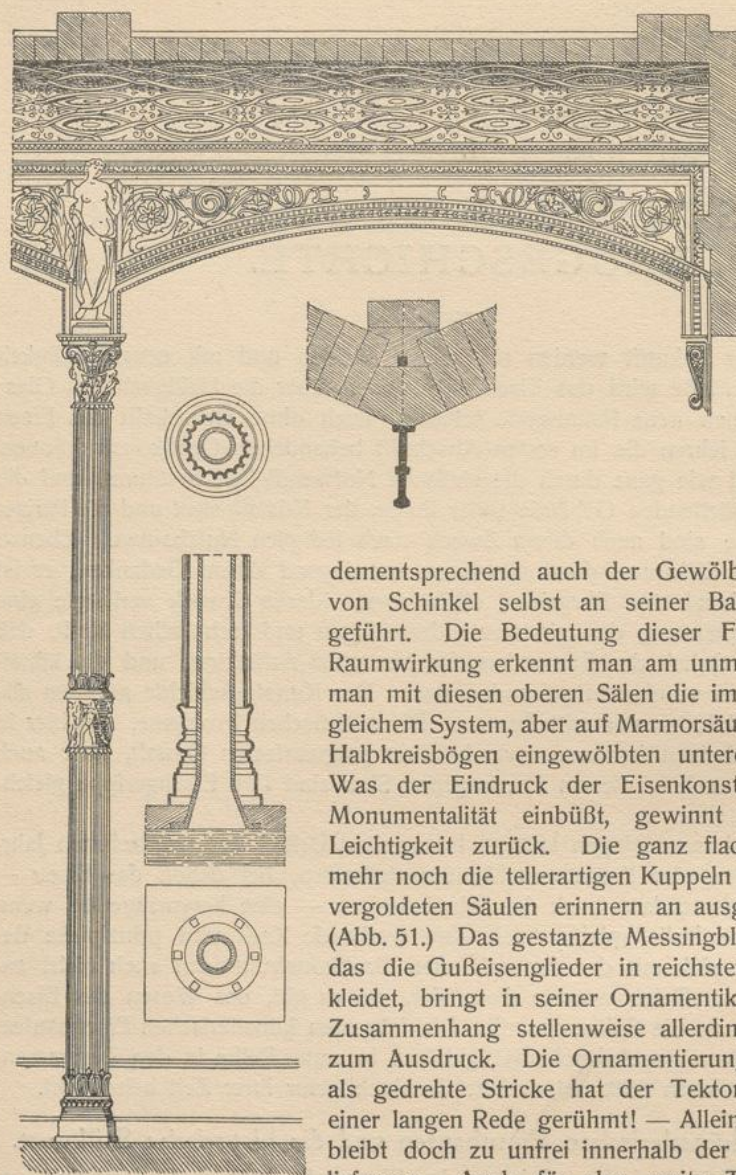 dementsprechend auch der Gewölb
von Schinkel selbst an seiner Ba
geführt. Die Bedeutung dieser F
Raumwirkung erkennt man am unm
man mit diesen oberen Sälen die im
gleichem System, aber auf Marmorsäu
Halbkreisbögen eingewölbten unter
Was der Eindruck der Eisenkonst
Monumentalität einbüßt, gewinnt
Leichtigkeit zurück. Die ganz flac
mehr noch die tellerartigen Kuppeln
vergoldeten Säulen erinnern an ausg
(Abb. 51.) Das gestanzte Messingbl
das die Gußeisenglieder in reichste
kleidet, bringt in seiner Ornamentik
Zusammenhang stellenweise allerdin
zum Ausdruck. Die Ornamentierun
als gedrehte Stricke hat der Tekto
einer langen Rede gerühmt! — Allein
bleibt doch zu unfrei innerhalb der